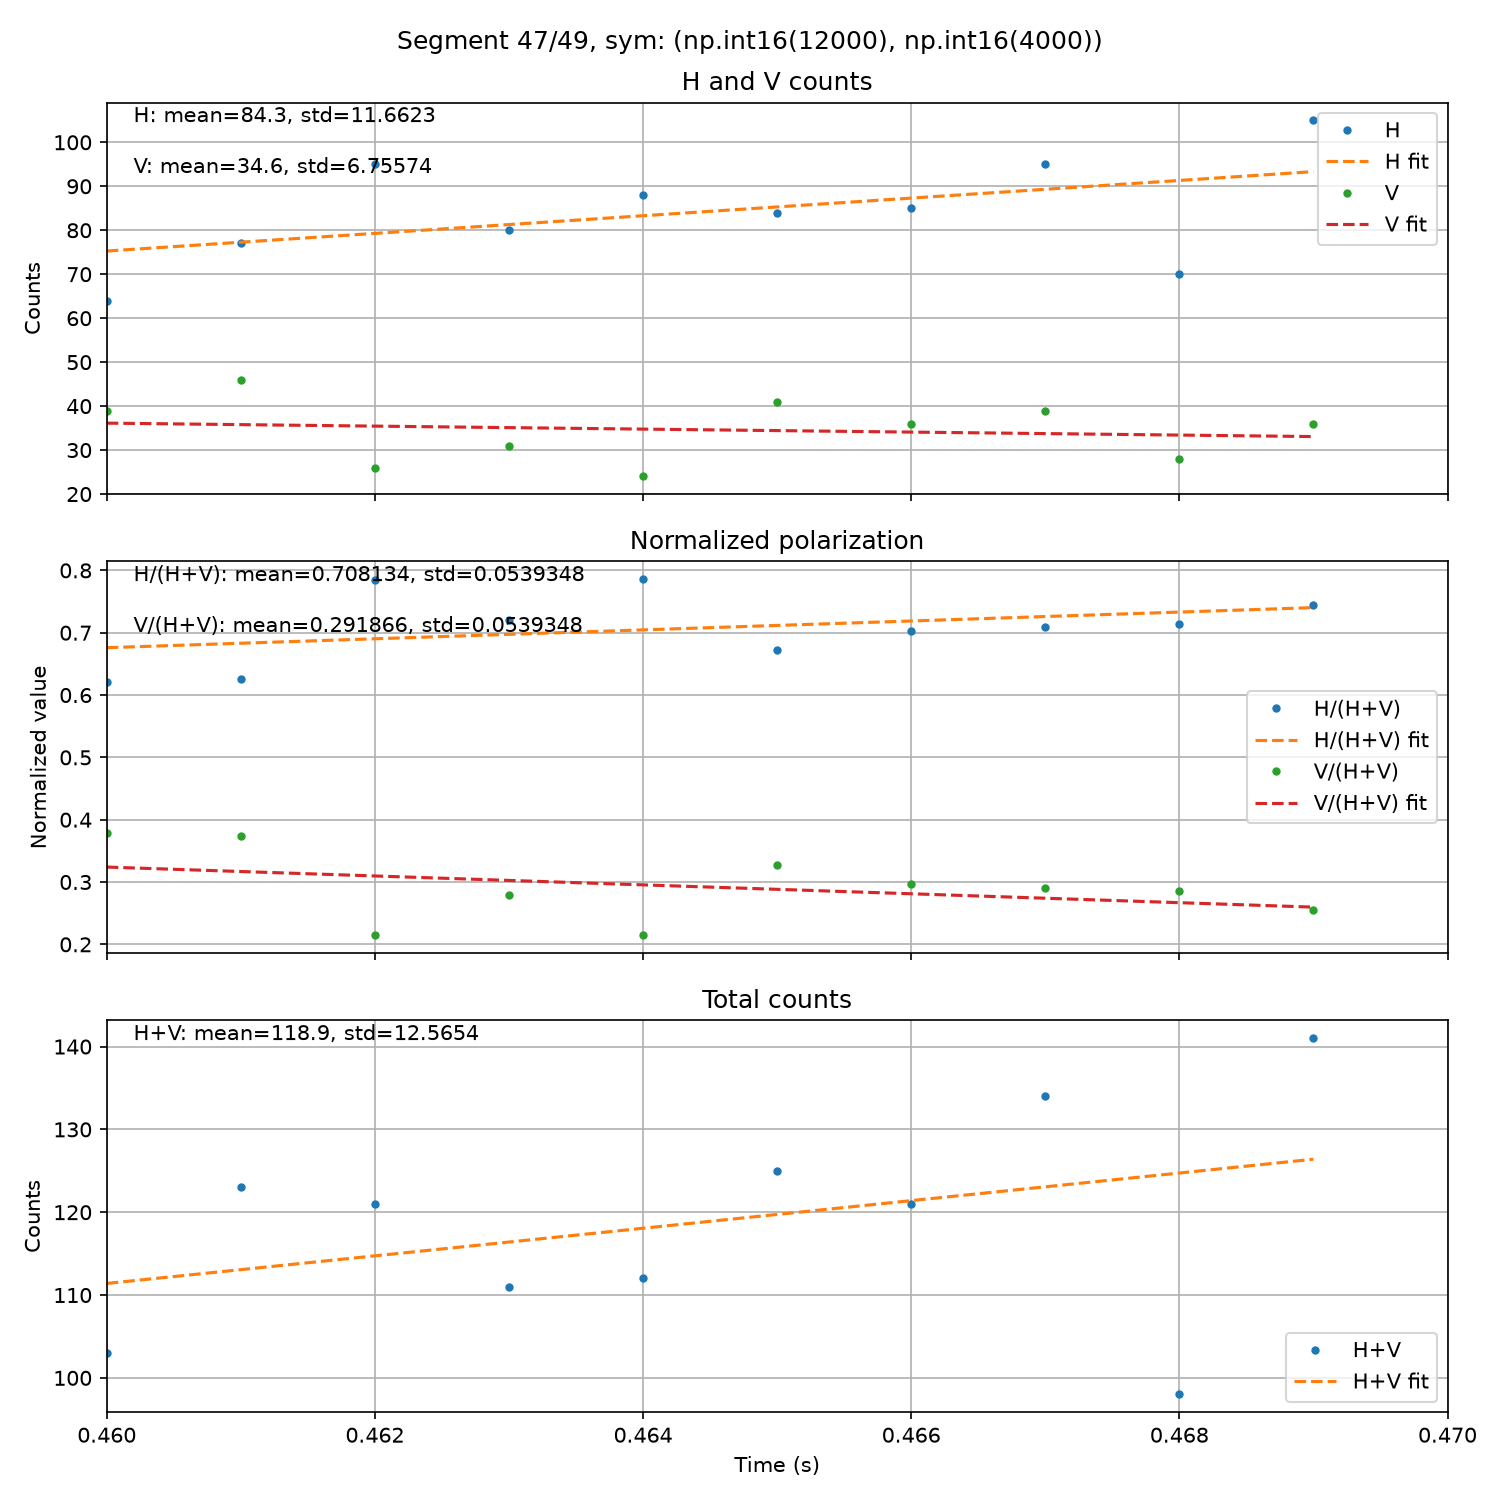 Segment 47/49, sym: (np.int16(12000), np.int16(4000))
H and V counts
H: mean=84.3, std=11.6623
V: mean=34.6, std=6.75574
H
H fit
V
V fit
100
90
80
70
60
50
40
30
20
Counts
Normalized polarization
H/(H+V): mean=0.708134, std=0.0539348
V/(H+V): mean=0.291866, std=0.0539348
H/(H+V)
H/(H+V) fit
V/(H+V)
V/(H+V) fit
0.8
0.7
0.6
0.5
0.4
0.3
0.2
Normalized value
Total counts
H+V: mean=118.9, std=12.5654
H+V
H+V fit
140
130
120
110
100
Counts
0.460 0.462 0.464 0.466 0.468 0.470
Time (s)